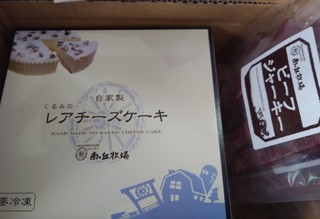 自家製
くるみの
レアチーズケーキ
HAND MADE NO BAKED CHEESE CAKE
南ヶ丘牧場
要冷凍
南ヶ丘牧場
ビーフ
ジャーキー